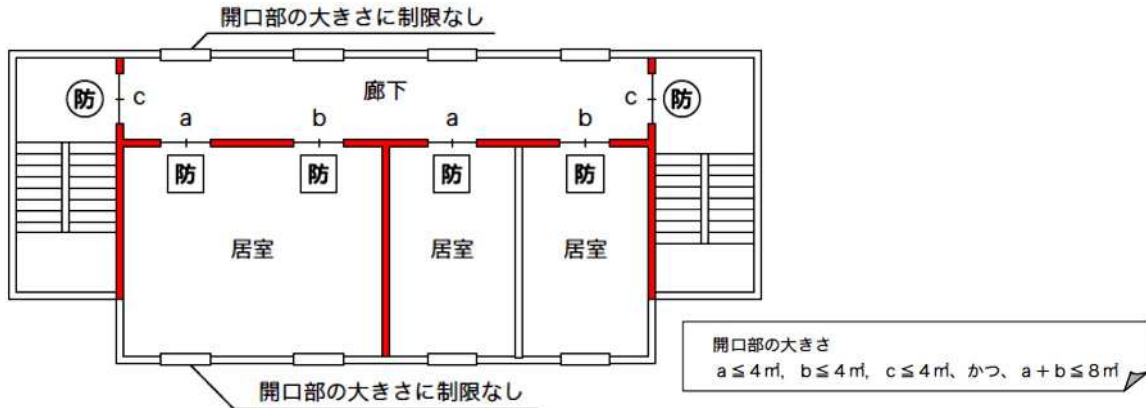 開口部の大きさに制限なし
廊下
防 c
c 防
a b a b
防 防 防 防
居室 居室 居室
開口部の大きさ
a≦4㎡, b≦4㎡, c≦4㎡、かつ、a+b≦8㎡
開口部の大きさに制限なし